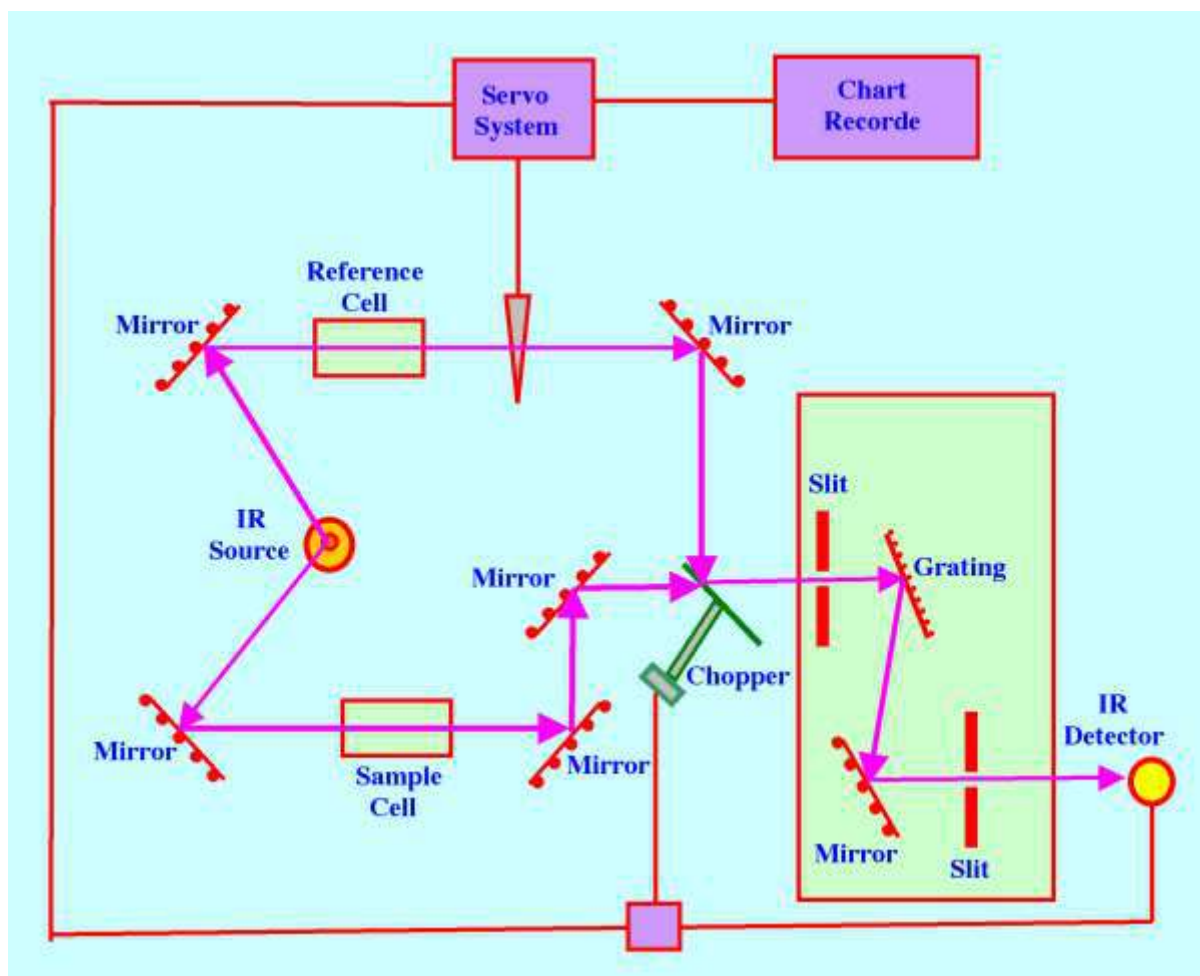 Servo
System
Chart
Recorde
Reference
Cell
Mirror
Mirror
IR
Source
Slit
Mirror
Grating
Chopper
Mirror
Mirror
Sample
Cell
IR
Detector
Mirror
Slit